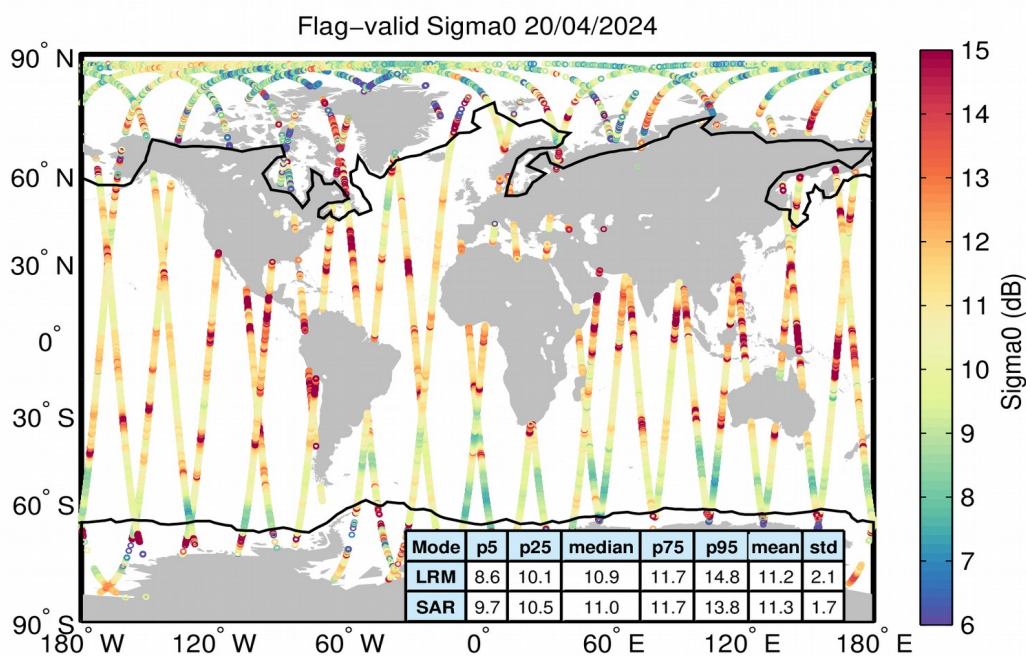 Flag−valid Sigma0 20/04/2024
90° N
60° N
30° N
0°
30° S
60° S
90° S
180° W
120° W
60° W
0°
60° E
120° E
180° E
15
14
13
12
11
10
9
8
7
6
Sigma0 (dB)
Mode p5 p25 median p75 p95 mean std
LRM 8.6 10.1 10.9 11.7 14.8 11.2 2.1
SAR 9.7 10.5 11.0 11.7 13.8 11.3 1.7